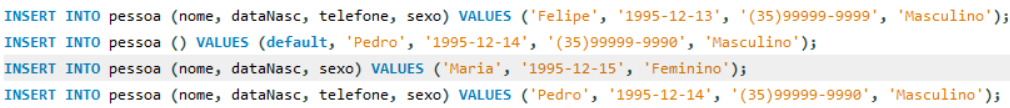 INSERT INTO pessoa (nome, dataNasc, telefone, sexo) VALUES ('Felipe', '1995-12-13', '(35)99999-9999', 'Masculino');
INSERT INTO pessoa () VALUES (default, 'Pedro', '1995-12-14', '(35)99999-9990', 'Masculino');
INSERT INTO pessoa (nome, dataNasc, sexo) VALUES ('Maria', '1995-12-15', 'Feminino');
INSERT INTO pessoa (nome, dataNasc, telefone, sexo) VALUES ('Pedro', '1995-12-14', '(35)99999-9990', 'Masculino');